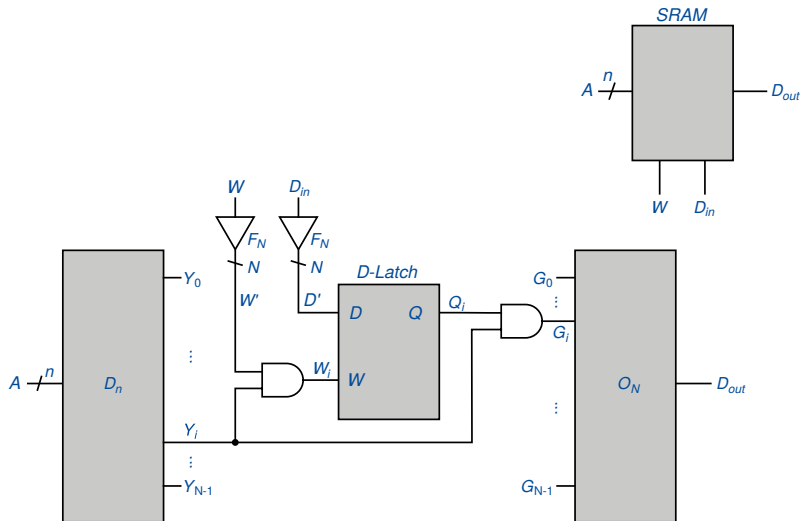 SRAM
A n D_out
W D_in
W D_in
F_N F_N
N N
D-Latch
W' D' D Q Q_i
Y_0 G_0
...
...
G_i
W_i W
A n D_n O_N D_out
...
...
Y_i
...
Y_N-1 G_N-1